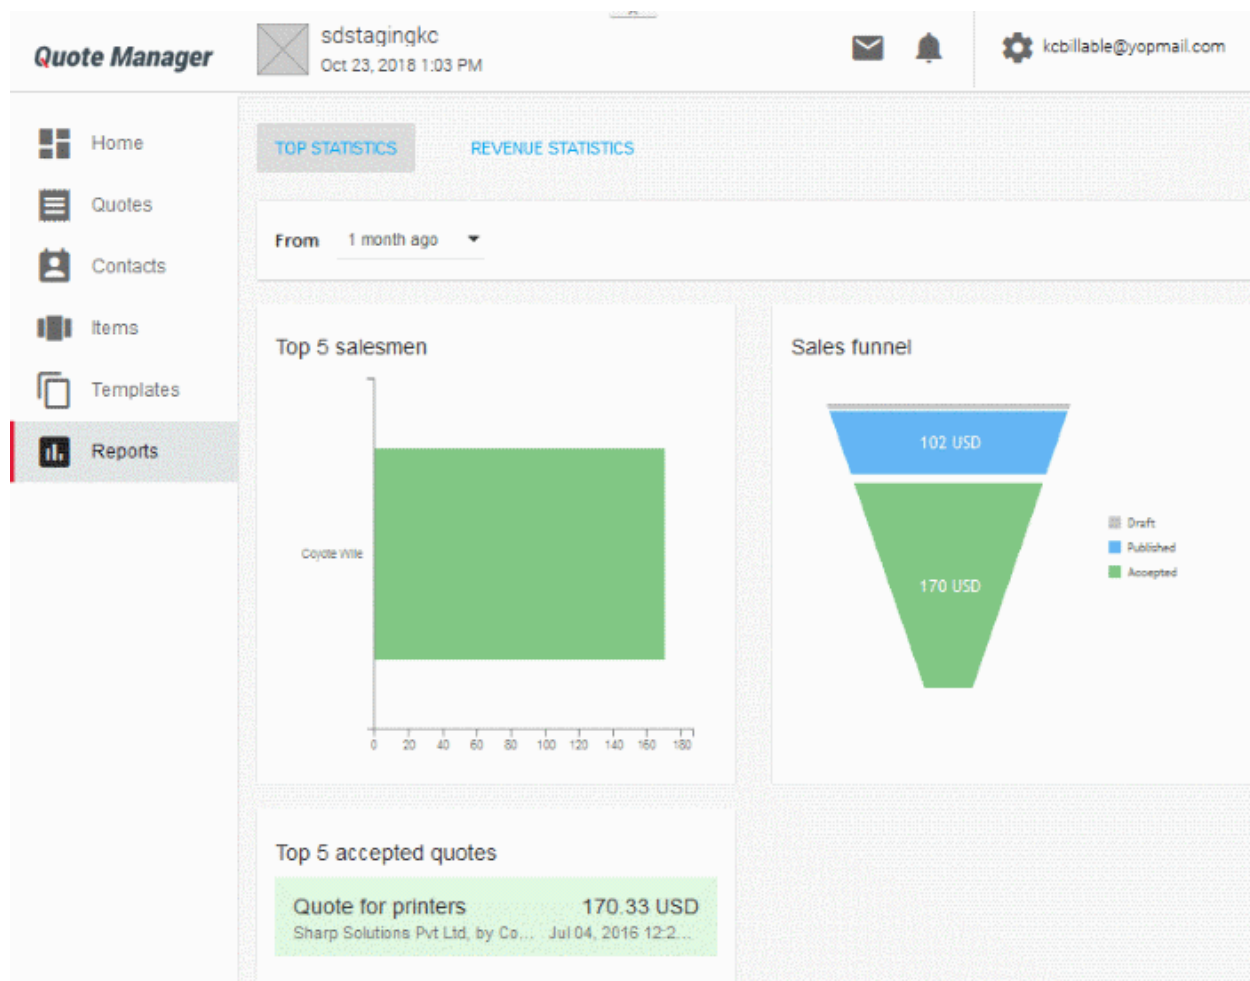 Quote Manager
sdstagingkc
Oct 23, 2018 1:03 PM
kcbillable@yopmail.com
Home
Quotes
Contacts
Items
Templates
Reports
TOP STATISTICS
REVENUE STATISTICS
From 1 month ago
Top 5 salesmen
Coyote Wile
0 20 40 60 80 100 120 140 160 180
Sales funnel
102 USD
170 USD
Draft
Published
Accepted
Top 5 accepted quotes
Quote for printers 170.33 USD
Sharp Solutions Pvt Ltd, by Co... Jul 04, 2016 12:2...